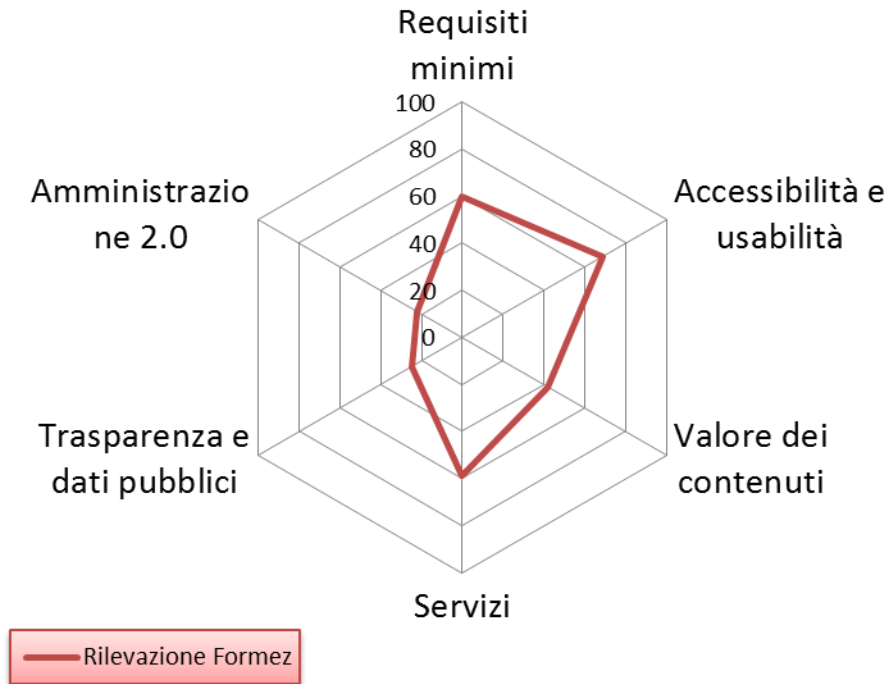 Requisiti
minimi
100
80
60
40
20
0
Accessibilità e
usabilità
Valore dei
contenuti
Servizi
Trasparenza e
dati pubblici
Amministrazio
ne 2.0
Rilevazione Formez